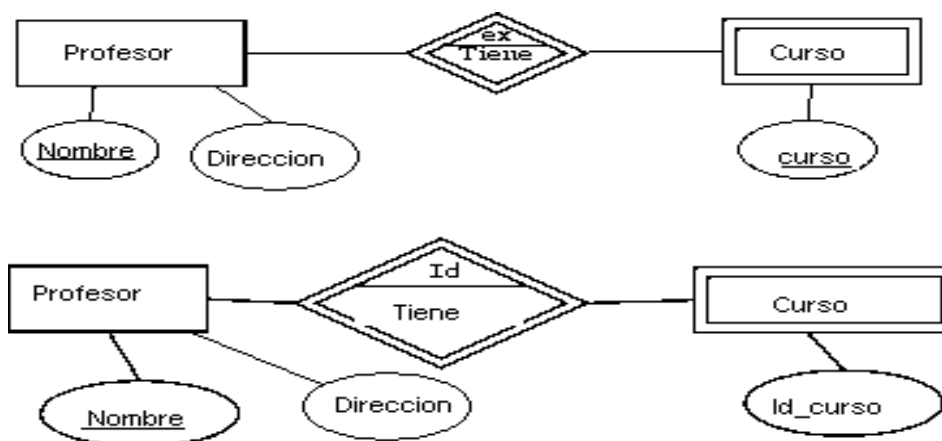 Profesor
ex
Tiene
Curso
Nombre
Direccion
curso
Profesor
Id
Tiene
Curso
Nombre
Direccion
Id_curso